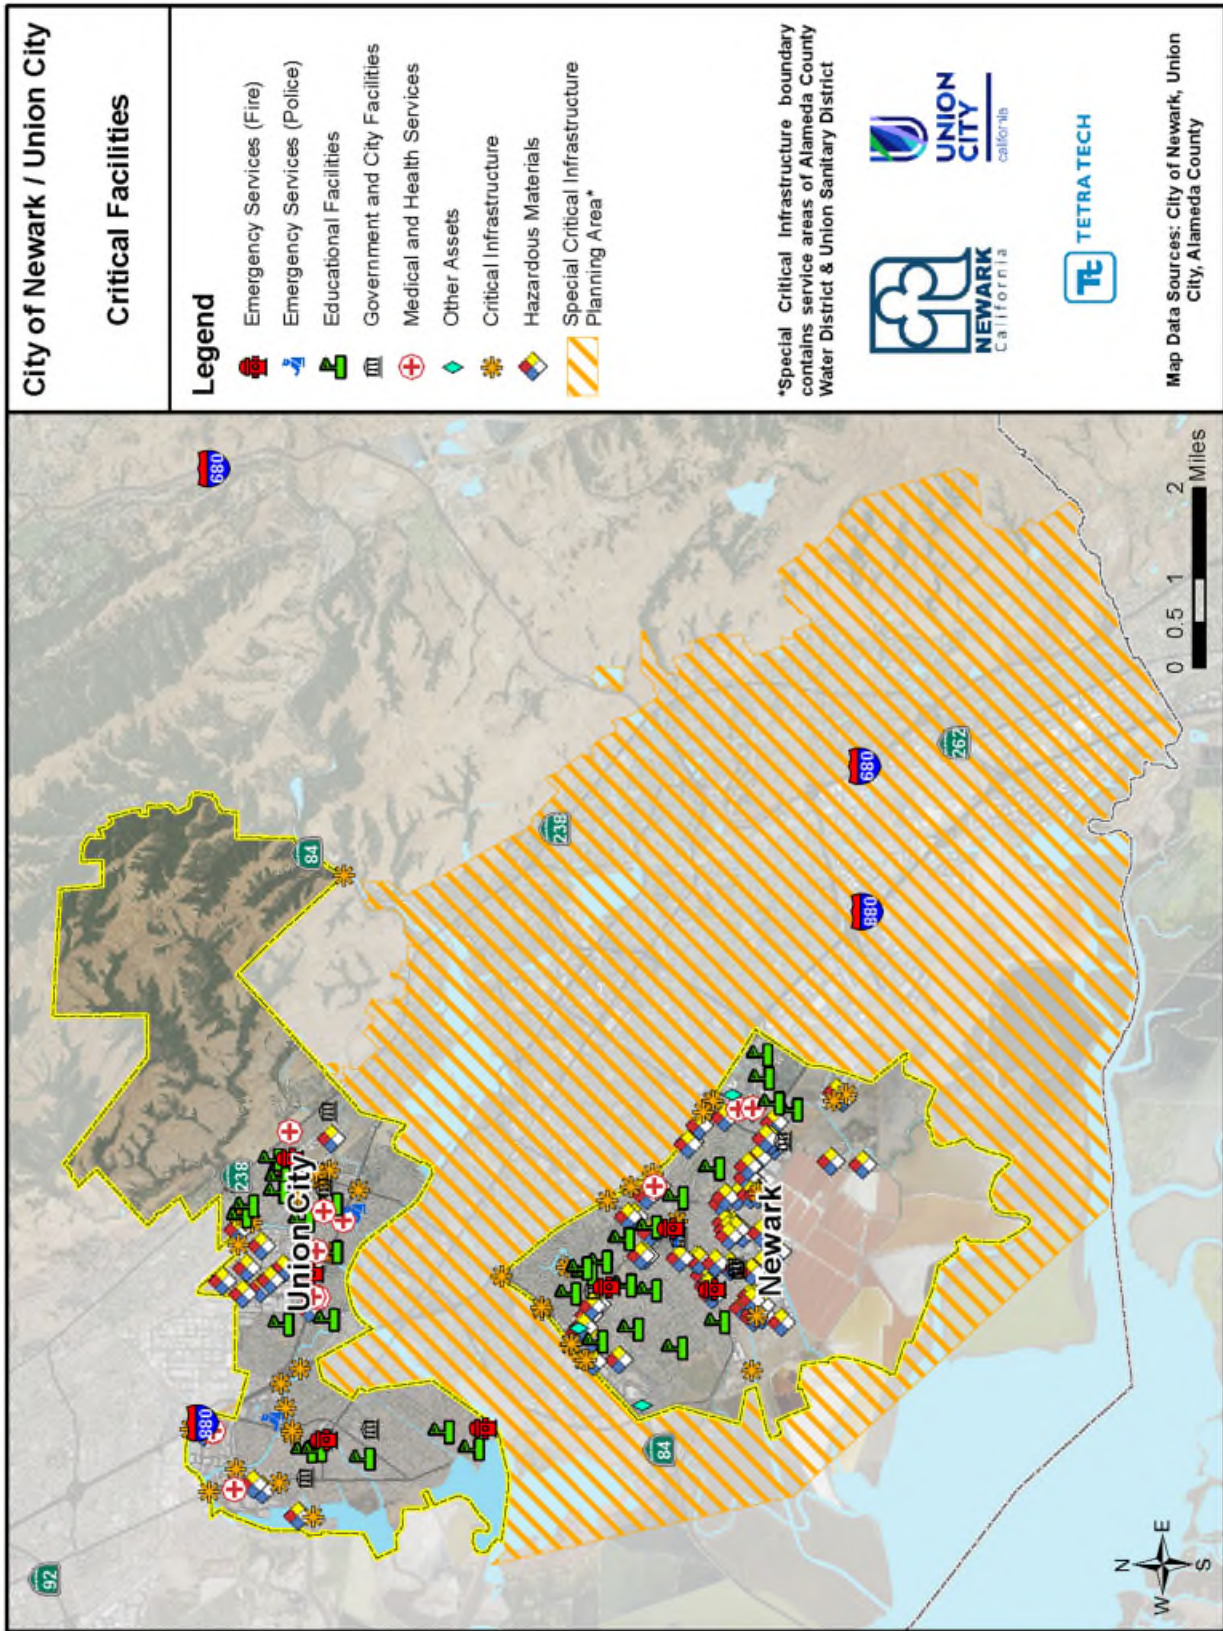 City of Newark / Union City
Critical Facilities
Legend
Emergency Services (Fire)
Emergency Services (Police)
Educational Facilities
Government and City Facilities
Medical and Health Services
Other Assets
Critical Infrastructure
Hazardous Materials
Special Critical Infrastructure
Planning Area*
*Special Critical Infrastructure boundary
contains service areas of Alameda County
Water District & Union Sanitary District
NEWARK
California
UNION
CITY
california
Tt TETRA TECH
Map Data Sources: City of Newark, Union
City, Alameda County
92
880
238
84
680
Union City
238
84
Newark
880
680
262
N
W
E
S
0 0.5 1 2
Miles